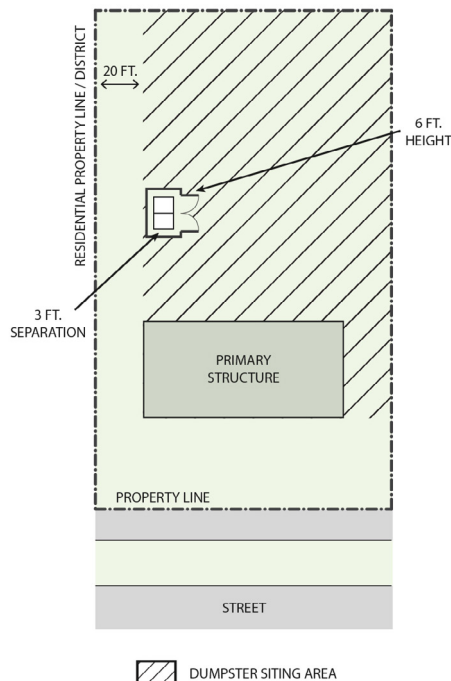 20 FT.
RESIDENTIAL PROPERTY LINE / DISTRICT
6 FT.
HEIGHT
3 FT.
SEPARATION
PRIMARY
STRUCTURE
PROPERTY LINE
STREET
DUMPSTER SITING AREA